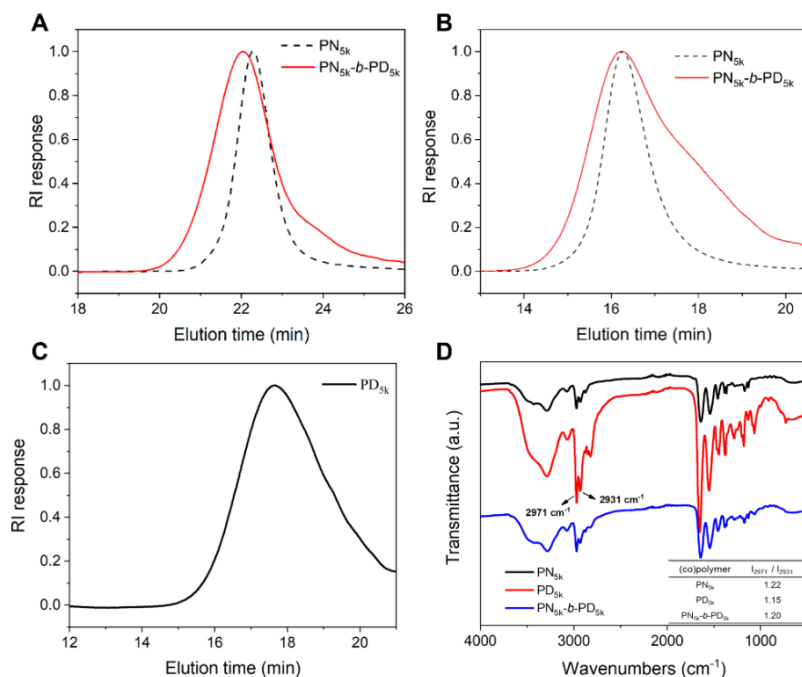 A
PN5k
PN5k-b-PD5k
RI response
1.0
0.8
0.6
0.4
0.2
0.0
18
20
22
24
26
Elution time (min)
B
PN5k
PN5k-b-PD5k
RI response
1.0
0.8
0.6
0.4
0.2
0.0
14
16
18
20
Elution time (min)
C
PD5k
RI response
1.0
0.8
0.6
0.4
0.2
0.0
12
14
16
18
20
Elution time (min)
D
Transmittance (a.u.)
2971 cm-1
2931 cm-1
PN5k
PD5k
PN5k-b-PD5k
(co)polymer I2971 / I2931
PN5k 1.22
PD5k 1.15
PN5k-b-PD5k 1.20
4000
3000
2000
1000
Wavenumbers (cm-1)